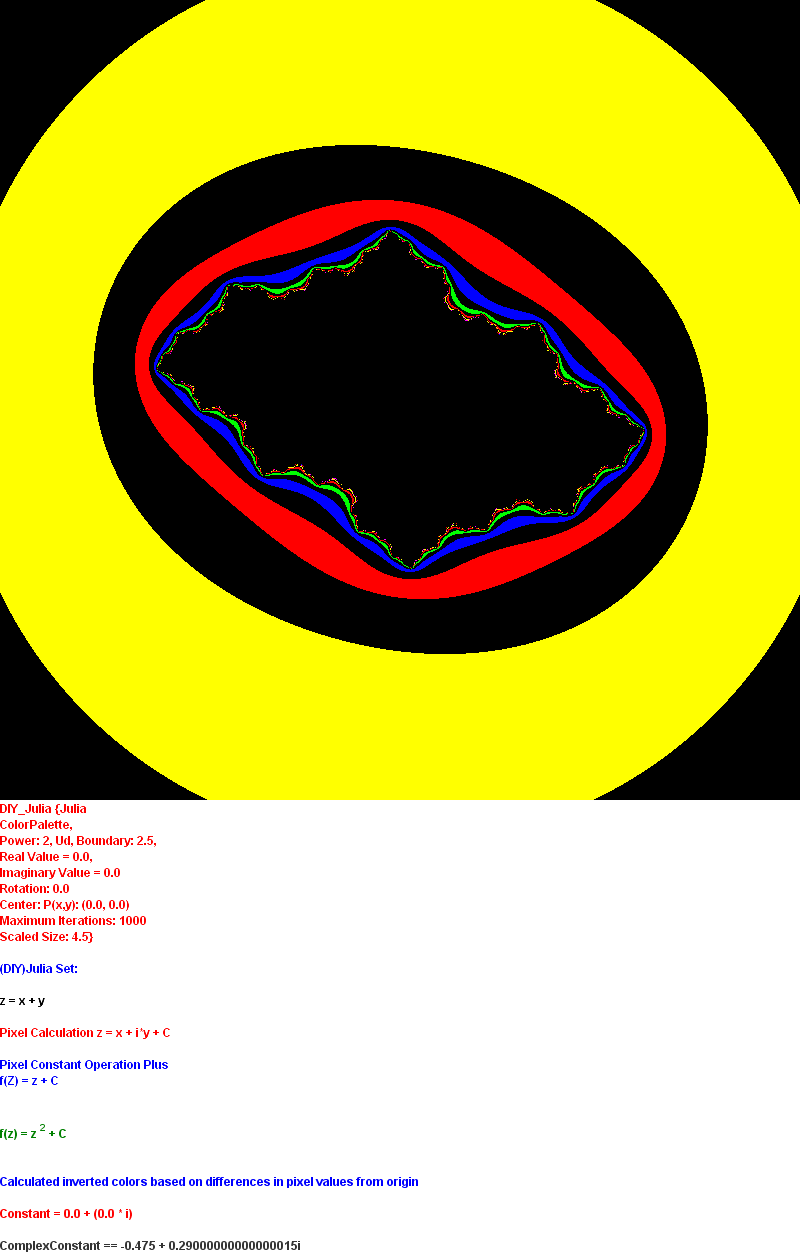 DIY_Julia {Julia
ColorPalette,
Power: 2, Ud, Boundary: 2.5,
Real Value = 0.0,
Imaginary Value = 0.0
Rotation: 0.0
Center: P(x,y): (0.0, 0.0)
Maximum Iterations: 1000
Scaled Size: 4.5}
(DIY)Julia Set:
z = x + y
Pixel Calculation z = x + i*y + C
Pixel Constant Operation Plus
f(Z) = z + C
f(z) = z ² + C
Calculated inverted colors based on differences in pixel values from origin
Constant = 0.0 + (0.0 * i)
ComplexConstant == -0.475 + 0.29000000000000015i